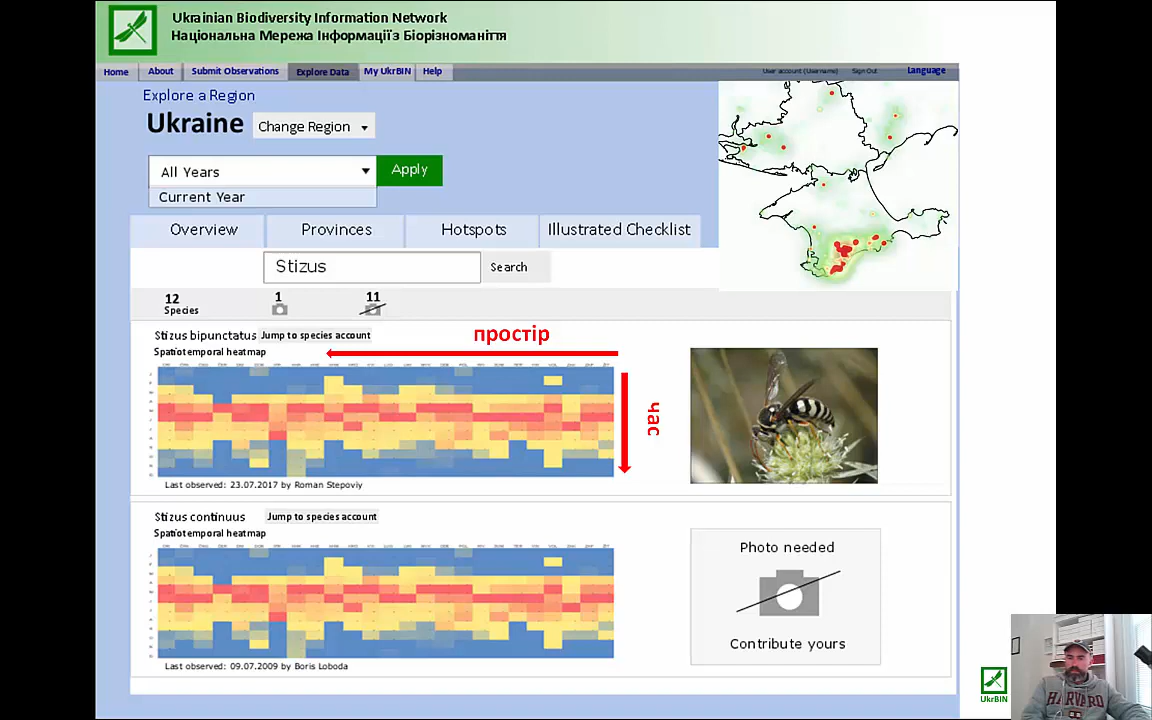 Ukrainian Biodiversity Information Network
Національна Мережа Інформації з Біорізноманіття
Home About Submit Observations Explore Data My UkrBIN Help User account (Username) Sign Out Language
Explore a Region
Ukraine Change Region
All Years Apply
Current Year
Overview Provinces Hotspots Illustrated Checklist
Stizus Search
12 1 11
Species
Stizus bipunctatus Jump to species account
простір
Spatiotemporal heatmap
час
Last observed: 23.07.2017 by Roman Stepoviy
Stizus continuus Jump to species account
Spatiotemporal heatmap
Photo needed
Contribute yours
Last observed: 09.07.2009 by Boris Loboda
UkrBIN
HARVARD